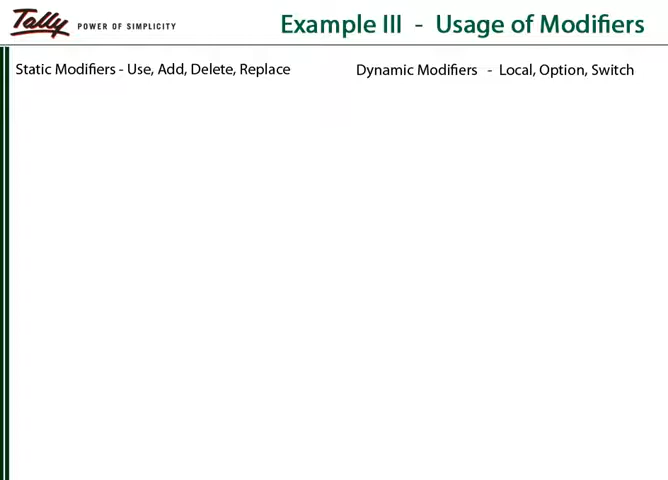 Tally POWER OF SIMPLICITY
Example III - Usage of Modifiers
Static Modifiers - Use, Add, Delete, Replace
Dynamic Modifiers - Local, Option, Switch